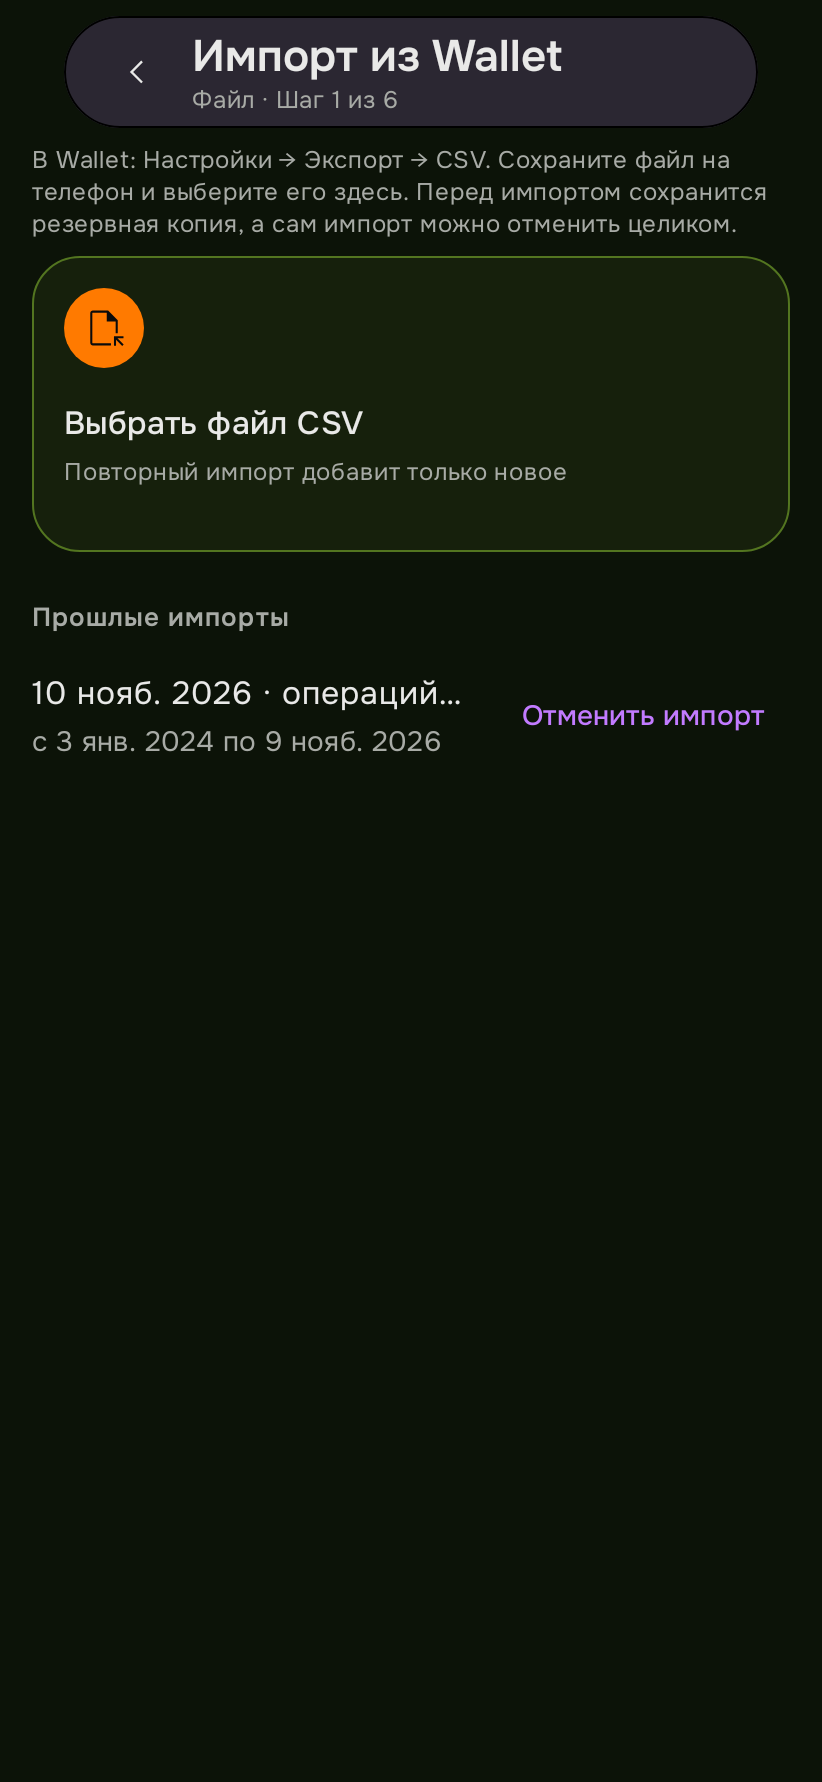 Импорт из Wallet
Файл · Шаг 1 из 6
В Wallet: Настройки → Экспорт → CSV. Сохраните файл на
телефон и выберите его здесь. Перед импортом сохранится
резервная копия, а сам импорт можно отменить целиком.
Выбрать файл CSV
Повторный импорт добавит только новое
Прошлые импорты
10 нояб. 2026 · операций…
с 3 янв. 2024 по 9 нояб. 2026
Отменить импорт